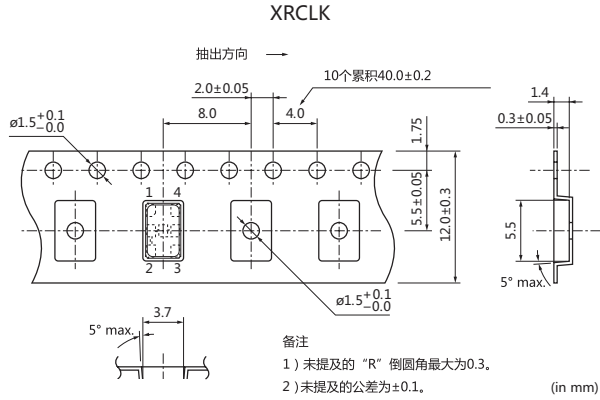 XRCLK
抽出方向
10个累积40.0±0.2
2.0±0.05
1.4
ø1.5+0.1
−0.0
8.0
4.0
0.3±0.05
1.75
1 4
5.5±0.05
12.0±0.3
5.5
2 3
5° max.
ø1.5+0.1
−0.0
3.7
5° max.
备注
1）未提及的“R”倒圆角最大为0.3。
2）未提及的公差为±0.1。
(in mm)